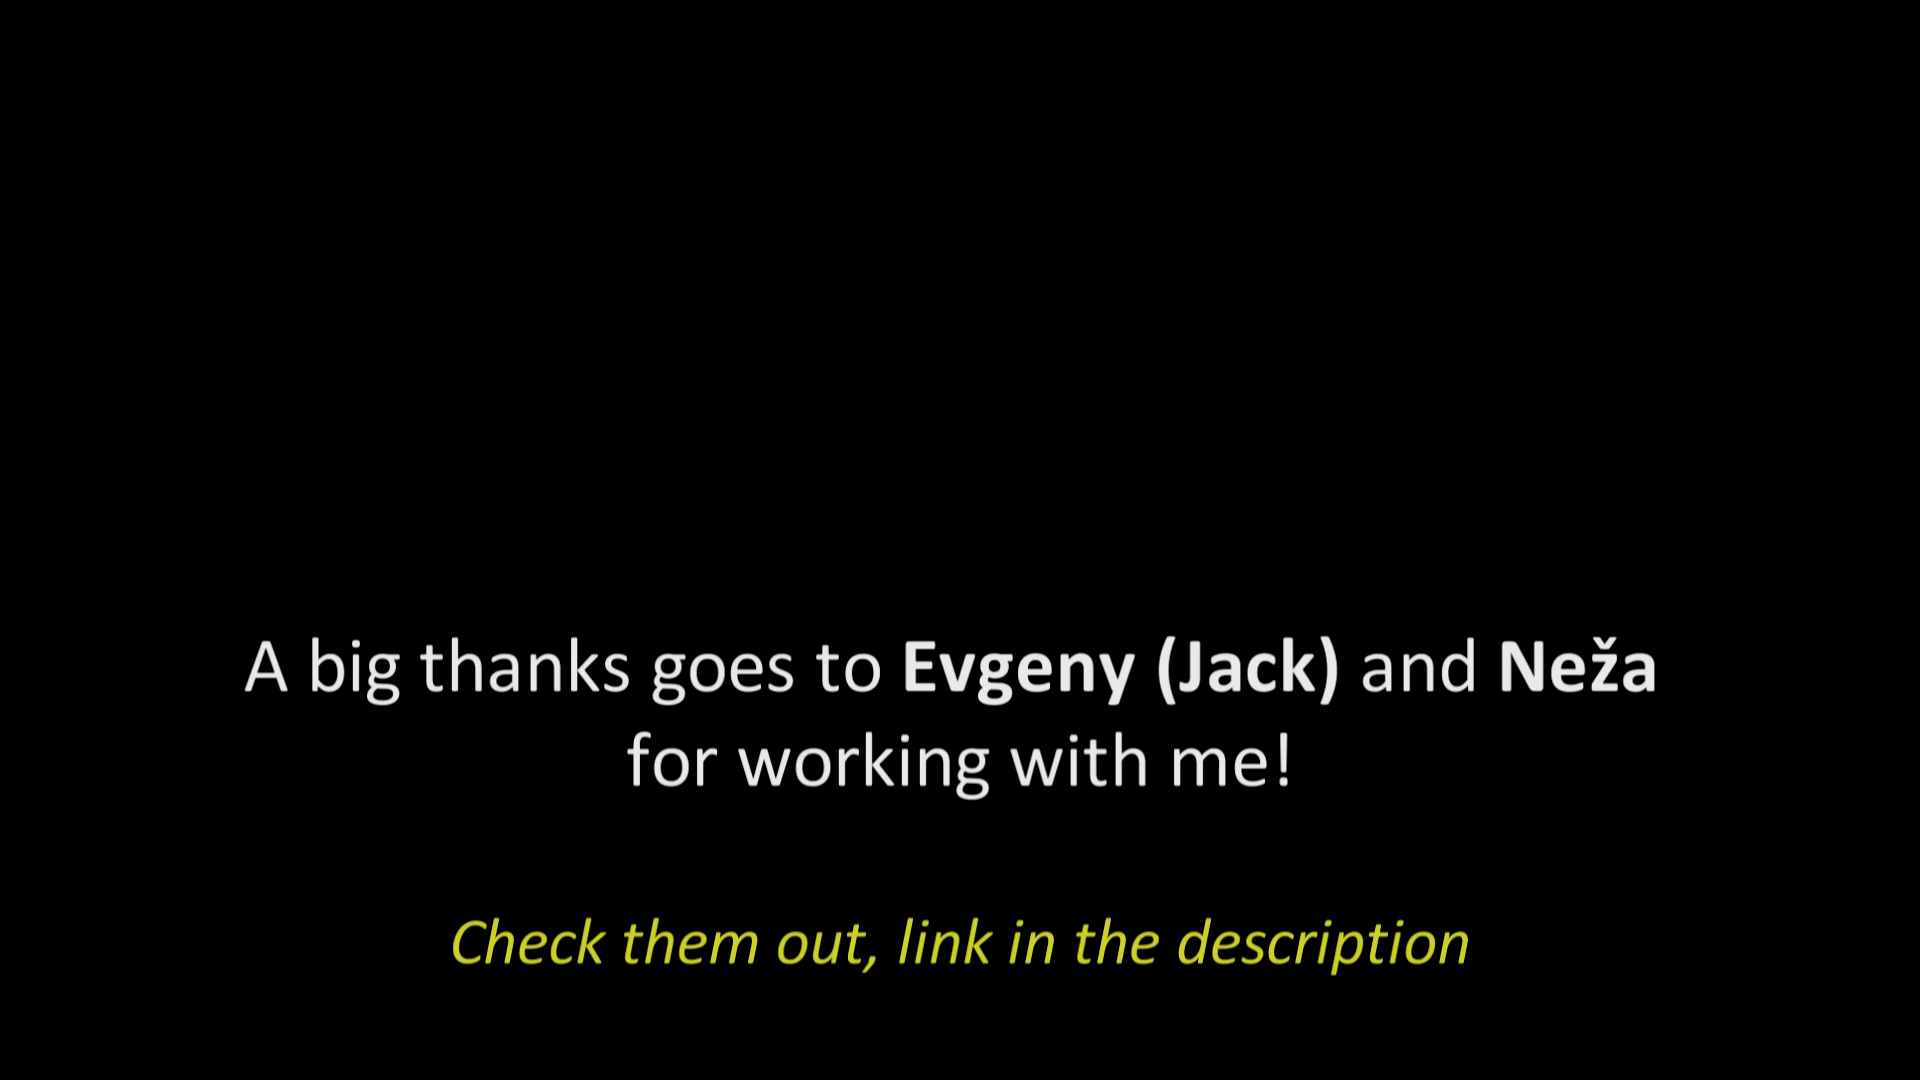 A big thanks goes to Evgeny (Jack) and Neža
for working with me!
Check them out, link in the description